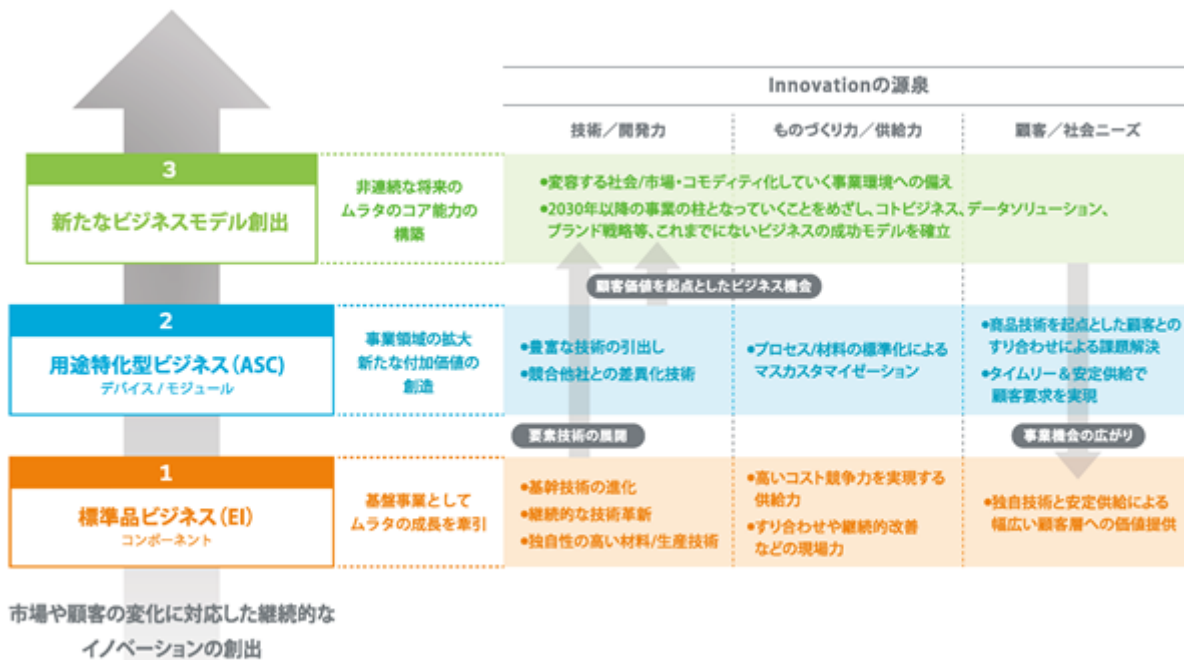 Innovationの源泉
技術／開発力
ものづくり力／供給力
顧客／社会ニーズ
3
新たなビジネスモデル創出
非連続な将来の
ムラタのコア能力の
構築
●変容する社会/市場・コモディティ化していく事業環境への備え
●2030年以降の事業の柱となっていくことをめざし、コトビジネス、データソリューション、
ブランド戦略等、これまでにないビジネスの成功モデルを確立
顧客価値を起点としたビジネス機会
2
用途特化型ビジネス（ASC）
デバイス/モジュール
事業領域の拡大
新たな付加価値の
創造
●豊富な技術の引出し
●競合他社との差異化技術
●プロセス/材料の標準化による
マスカスタマイゼーション
●商品技術を起点とした顧客との
すり合わせによる課題解決
●タイムリー＆安定供給で
顧客要求を実現
要素技術の展開
事業機会の広がり
1
標準品ビジネス（EI）
コンポーネント
基盤事業として
ムラタの成長を牽引
●基幹技術の進化
●継続的な技術革新
●独自性の高い材料/生産技術
●高いコスト競争力を実現する
供給力
●すり合わせや継続的改善
などの現場力
●独自技術と安定供給による
幅広い顧客層への価値提供
市場や顧客の変化に対応した継続的な
イノベーションの創出